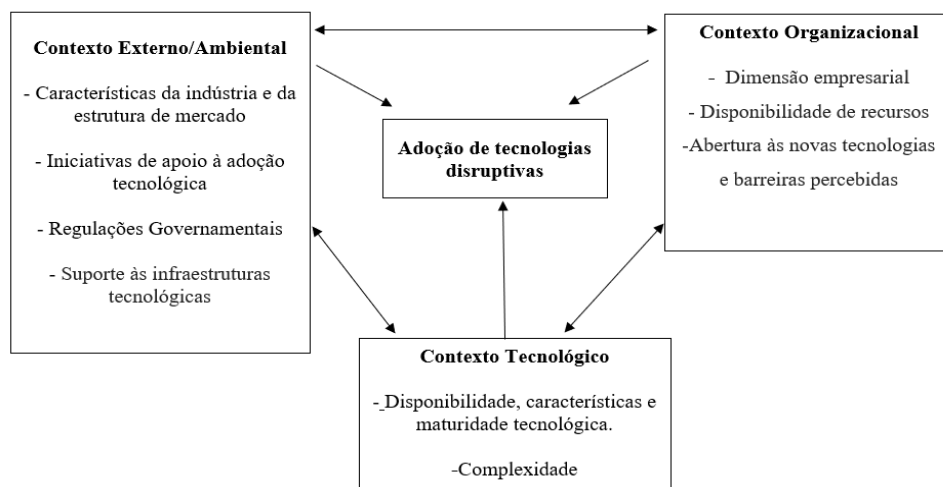 Contexto Externo/Ambiental
- Características da indústria e da
estrutura de mercado
- Iniciativas de apoio à adoção
tecnológica
- Regulações Governamentais
- Suporte às infraestruturas
tecnológicas
Adoção de tecnologias
disruptivas
Contexto Organizacional
- Dimensão empresarial
- Disponibilidade de recursos
-Abertura às novas tecnologias
e barreiras percebidas
Contexto Tecnológico
- Disponibilidade, características e
maturidade tecnológica.
-Complexidade